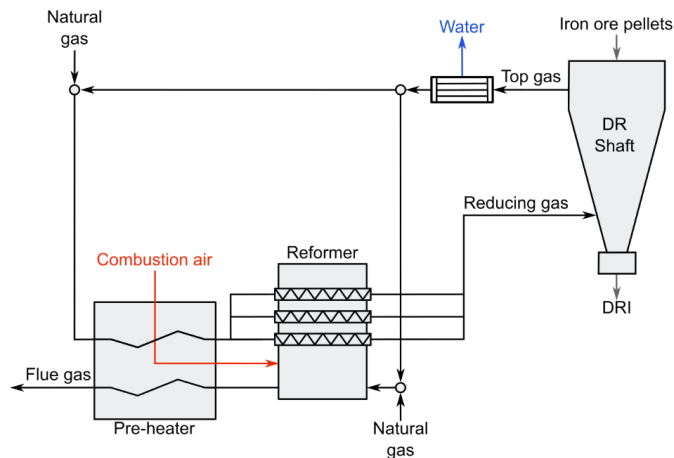 Natural
gas
Water
Iron ore pellets
Top gas
DR
Shaft
Reducing gas
Reformer
Combustion air
DRI
Flue gas
Pre-heater
Natural
gas